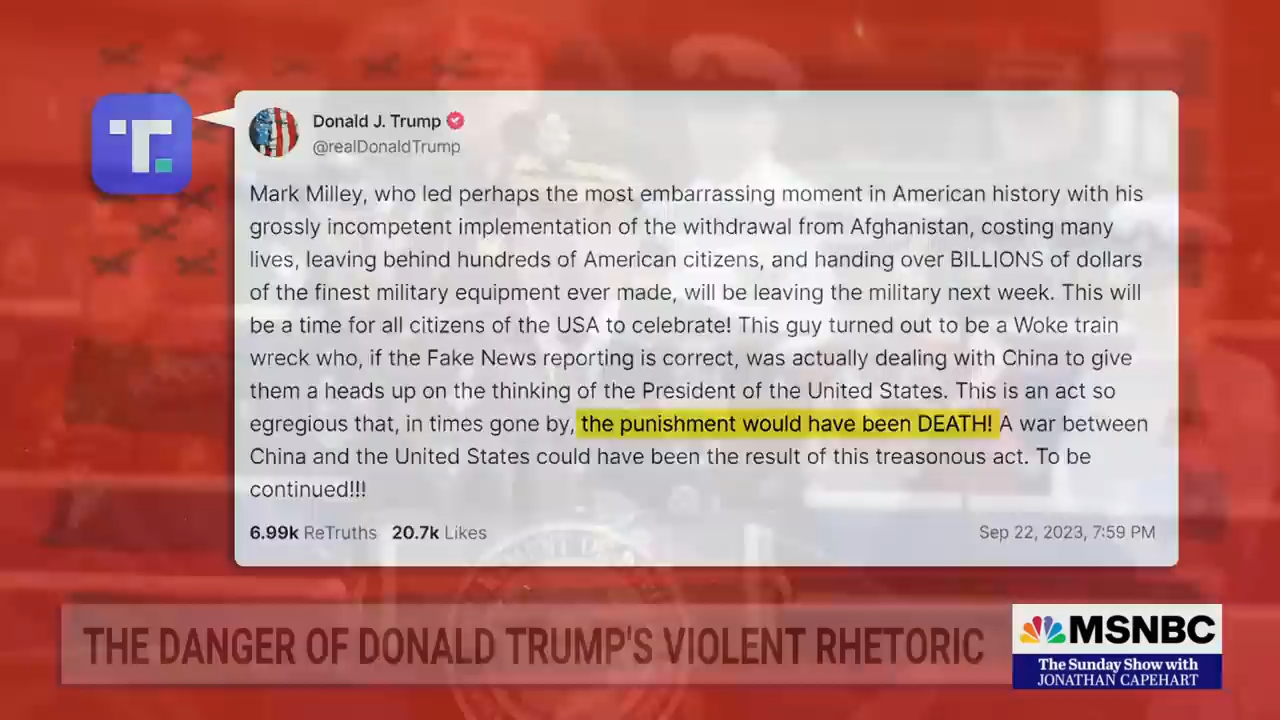 Donald J. Trump
@realDonaldTrump
Mark Milley, who led perhaps the most embarrassing moment in American history with his
grossly incompetent implementation of the withdrawal from Afghanistan, costing many
lives, leaving behind hundreds of American citizens, and handing over BILLIONS of dollars
of the finest military equipment ever made, will be leaving the military next week. This will
be a time for all citizens of the USA to celebrate! This guy turned out to be a Woke train
wreck who, if the Fake News reporting is correct, was actually dealing with China to give
them a heads up on the thinking of the President of the United States. This is an act so
egregious that, in times gone by, the punishment would have been DEATH! A war between
China and the United States could have been the result of this treasonous act. To be
continued!!!
6.99k ReTruths 20.7k Likes
Sep 22, 2023, 7:59 PM
THE DANGER OF DONALD TRUMP'S VIOLENT RHETORIC
MSNBC
The Sunday Show with
JONATHAN CAPEHART